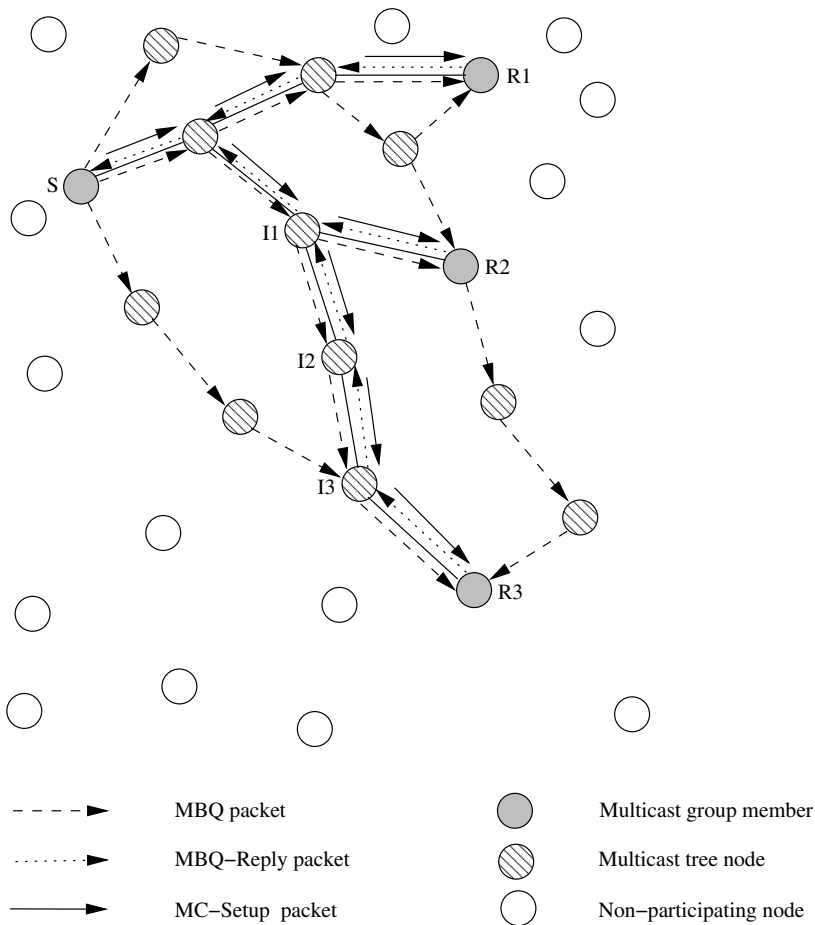 R1
S
I1
R2
I2
I3
R3
MBQ packet
Multicast group member
MBQ−Reply packet
Multicast tree node
MC−Setup packet
Non−participating node